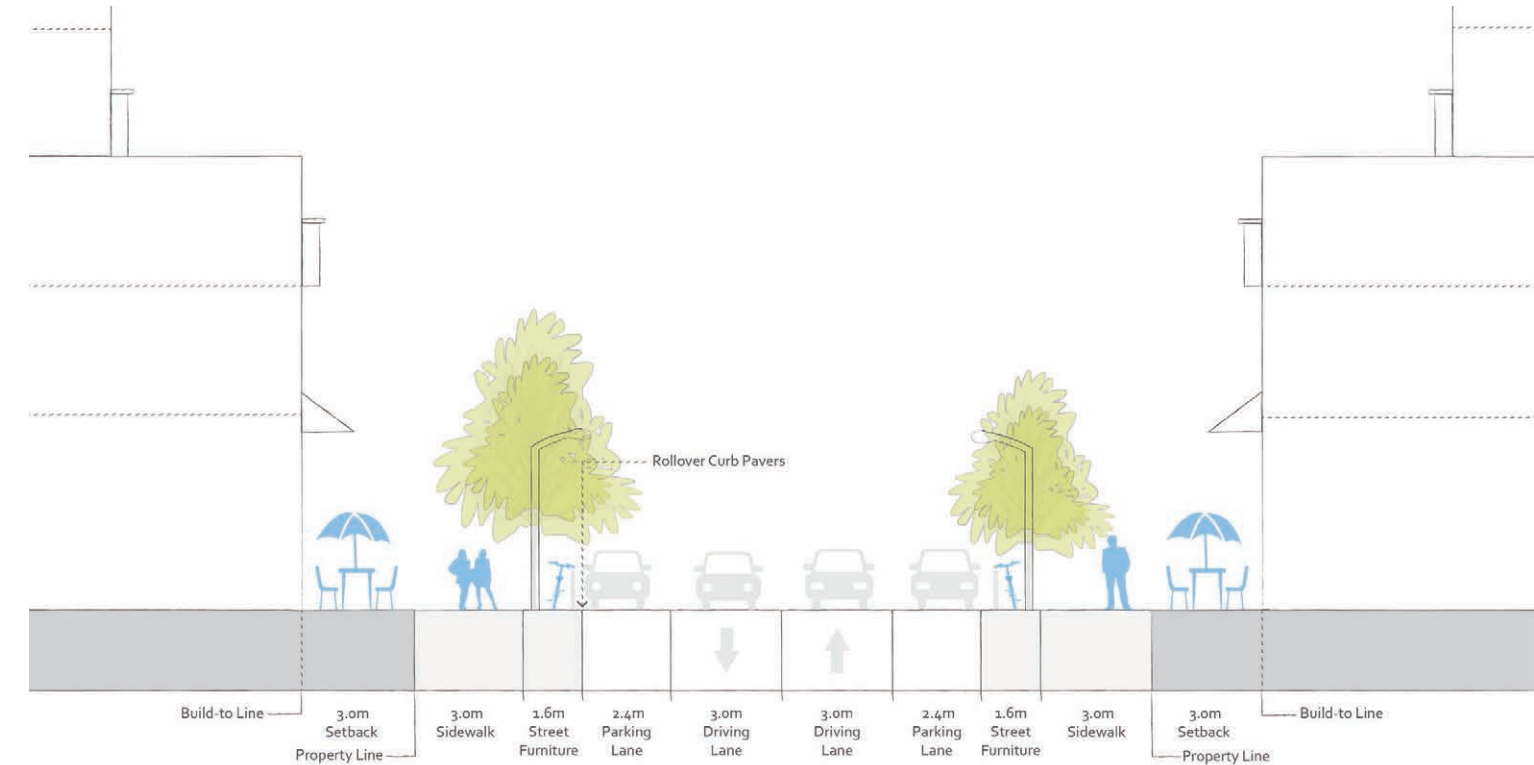 Rollover Curb Pavers
Build-to Line
3.0m
Setback
Property Line
3.0m
Sidewalk
1.6m
Street
Furniture
2.4m
Parking
Lane
3.0m
Driving
Lane
3.0m
Driving
Lane
2.4m
Parking
Lane
1.6m
Street
Furniture
3.0m
Sidewalk
3.0m
Setback
Build-to Line
Property Line